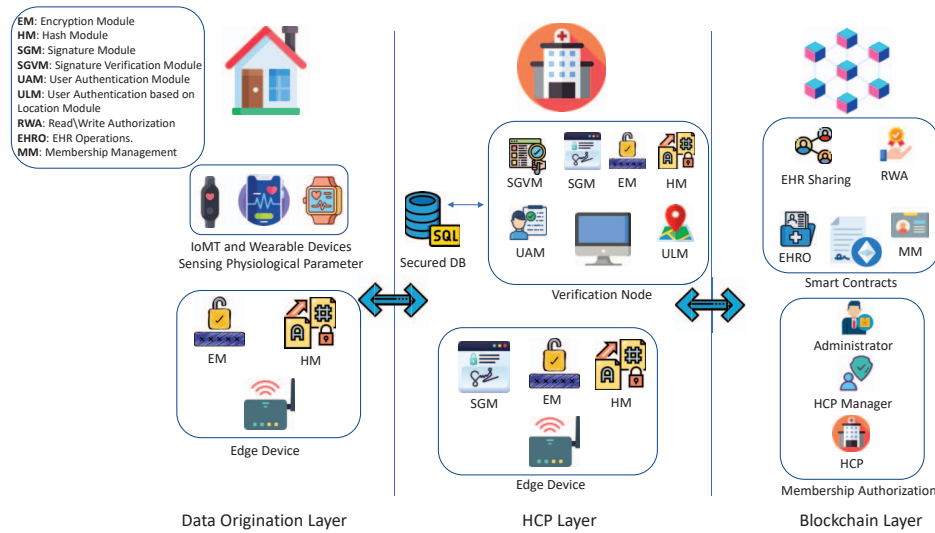 EM: Encryption Module
HM: Hash Module
SGM: Signature Module
SGVM: Signature Verification Module
UAM: User Authentication Module
ULM: User Authentication based on
Location Module
RWA: Read\Write Authorization
EHRO: EHR Operations.
MM: Membership Management
IoMT and Wearable Devices
Sensing Physiological Parameter
EM
HM
Edge Device
Data Origination Layer
SQL
Secured DB
SGVM
SGM
EM
HM
UAM
ULM
Verification Node
SGM
EM
HM
Edge Device
HCP Layer
EHR Sharing
RWA
EHRO
MM
Smart Contracts
Administrator
HCP Manager
HCP
Membership Authorization
Blockchain Layer